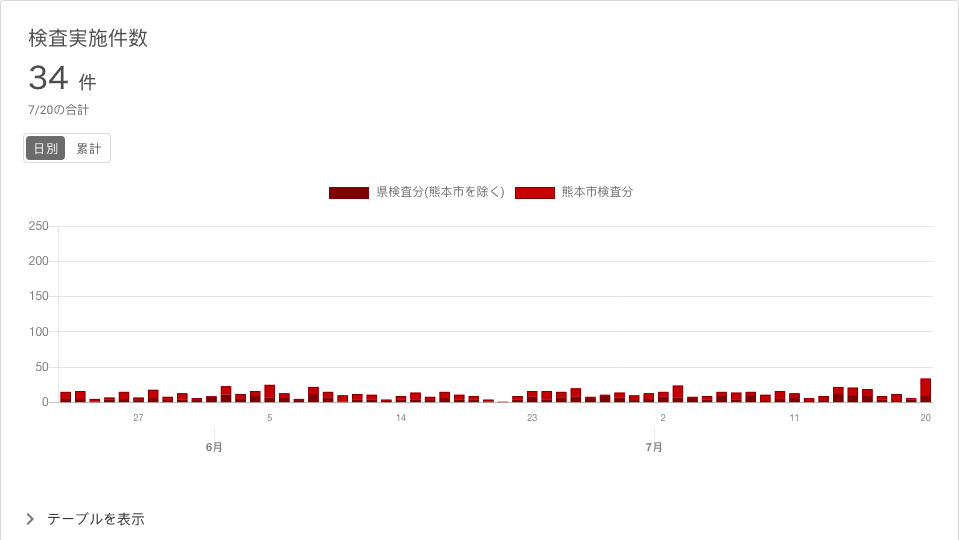 検査実施件数
34 件
7/20の合計
日別 累計
県検査分(熊本市を除く) 熊本市検査分
250
200
150
100
50
0
27 5 14 23 2 11 20
6月 7月
テーブルを表示